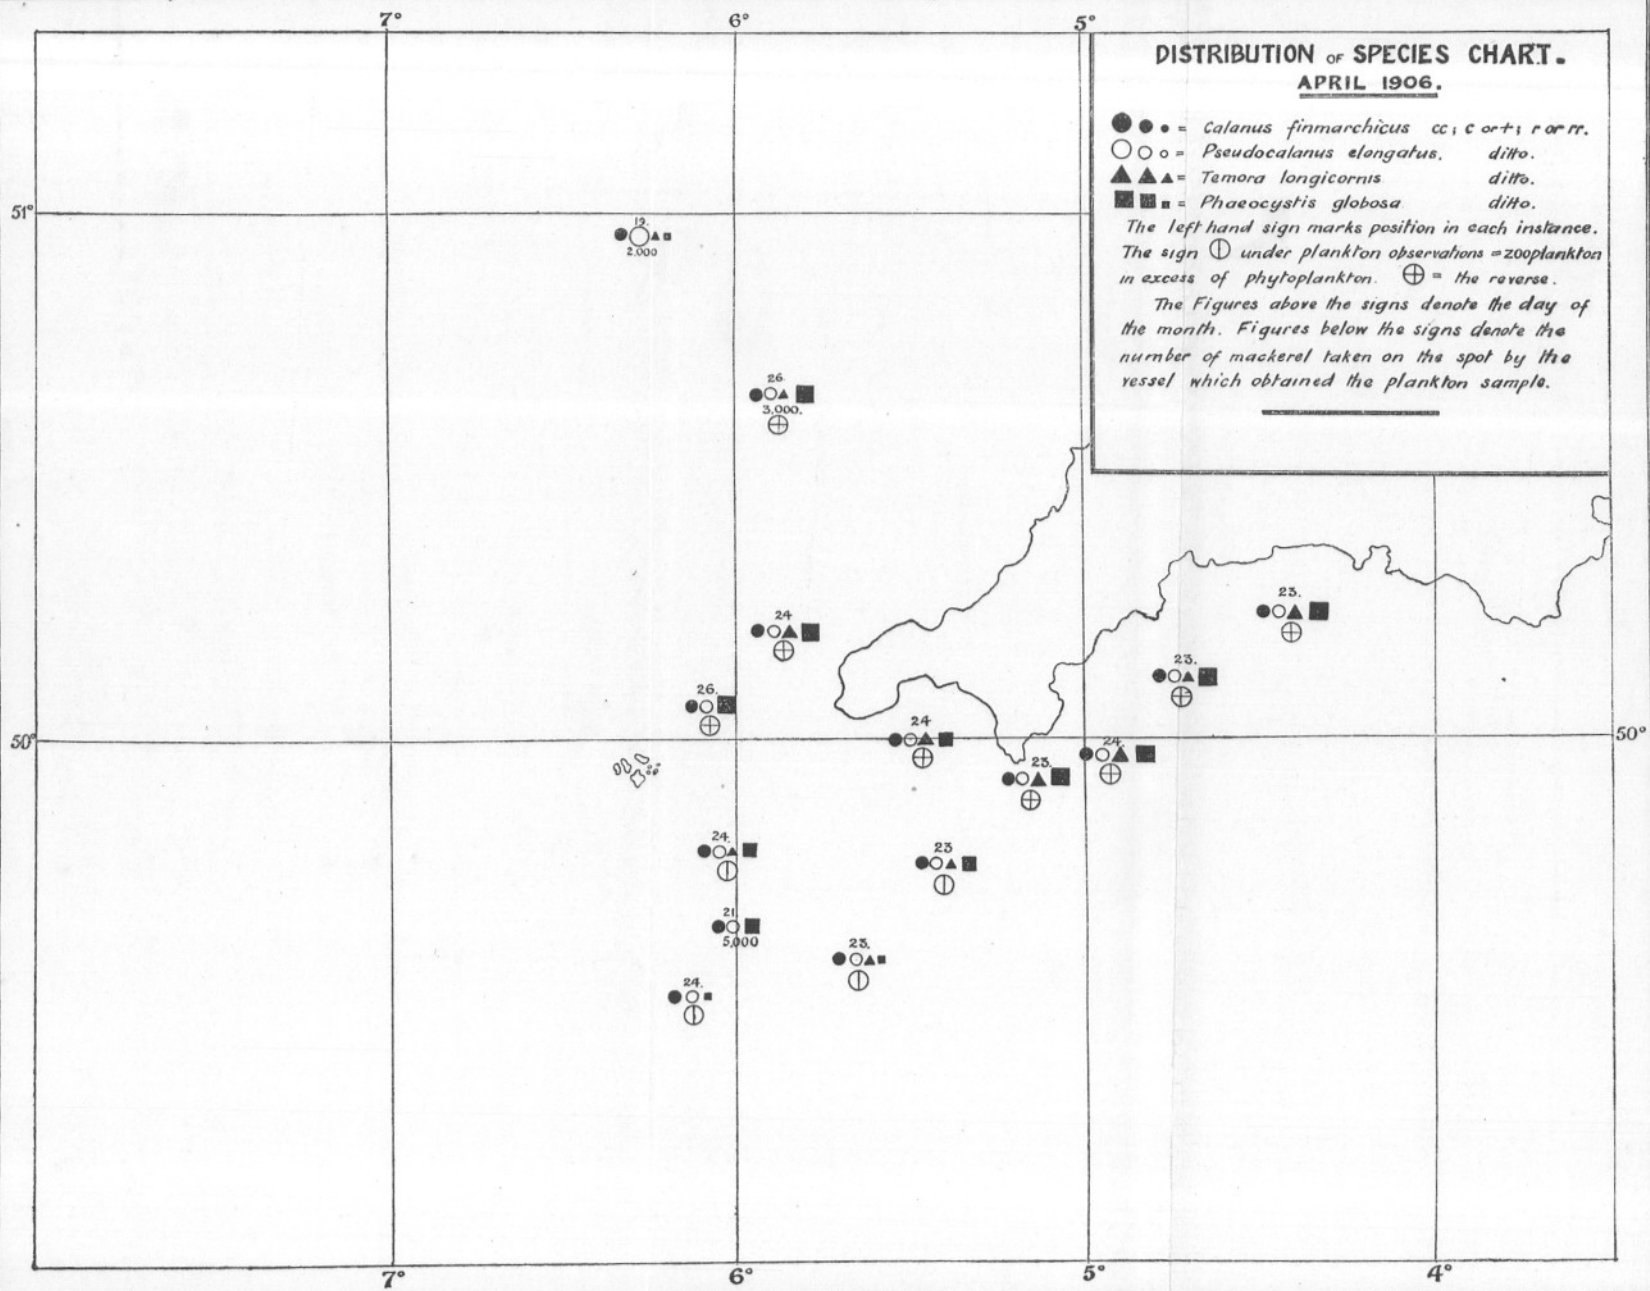 7° 6° 5°
DISTRIBUTION OF SPECIES CHART.
APRIL 1906.
= Calanus finmarchicus cc; c or +; r or rr.
= Pseudocalanus elongatus. ditto.
= Temora longicornis ditto.
= Phaeocystis globosa ditto.
The left hand sign marks position in each instance.
The sign under plankton observations = zooplankton
in excess of phytoplankton. = the reverse.
The Figures above the signs denote the day of
the month. Figures below the signs denote the
number of mackerel taken on the spot by the
vessel which obtained the plankton sample.
51°
19.
2.000
26.
3,000.
23.
24
23.
26.
24
50°
50°
24.
23.
24.
23
21.
5,000
23.
24.
7° 6° 5° 4°